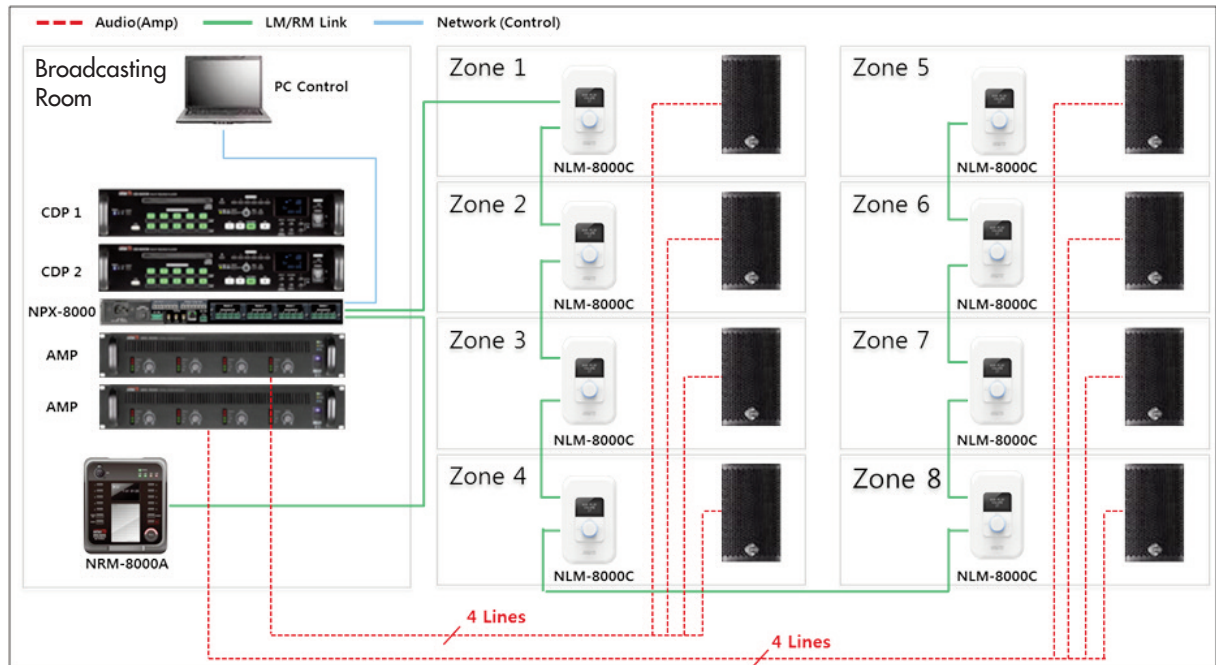 Audio(Amp) LM/RM Link Network (Control)
Broadcasting
Room
PC Control
CDP 1
CDP 2
NPX-8000
AMP
AMP
NRM-8000A
Zone 1
NLM-8000C
Zone 2
NLM-8000C
Zone 3
NLM-8000C
Zone 4
NLM-8000C
Zone 5
NLM-8000C
Zone 6
NLM-8000C
Zone 7
NLM-8000C
Zone 8
NLM-8000C
4 Lines
4 Lines